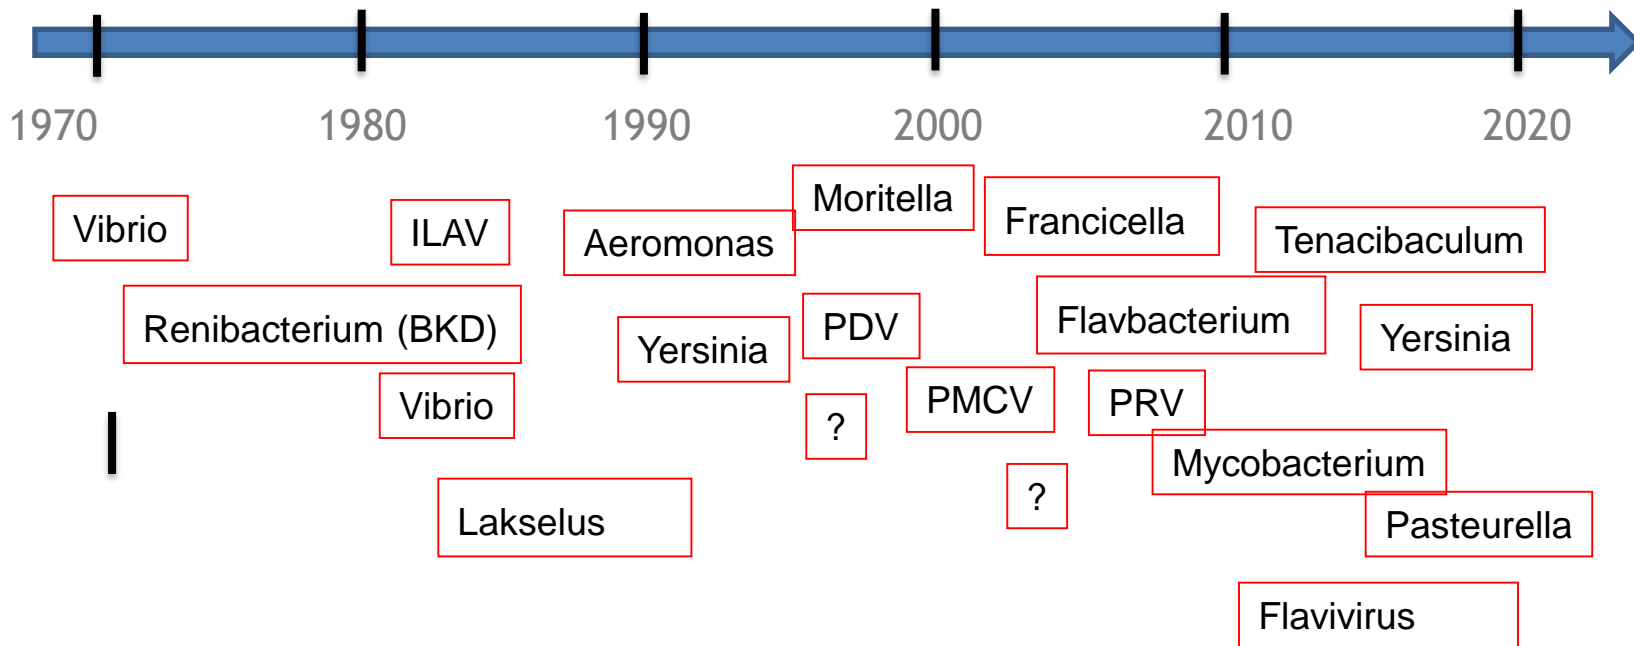 1970 1980 1990 2000 2010 2020
Vibrio
ILAV
Aeromonas
Moritella
Francicella
Tenacibaculum
Renibacterium (BKD)
Yersinia
PDV
Flavbacterium
Yersinia
Vibrio
?
PMCV
PRV
Mycobacterium
Lakselus
?
Pasteurella
Flavivirus